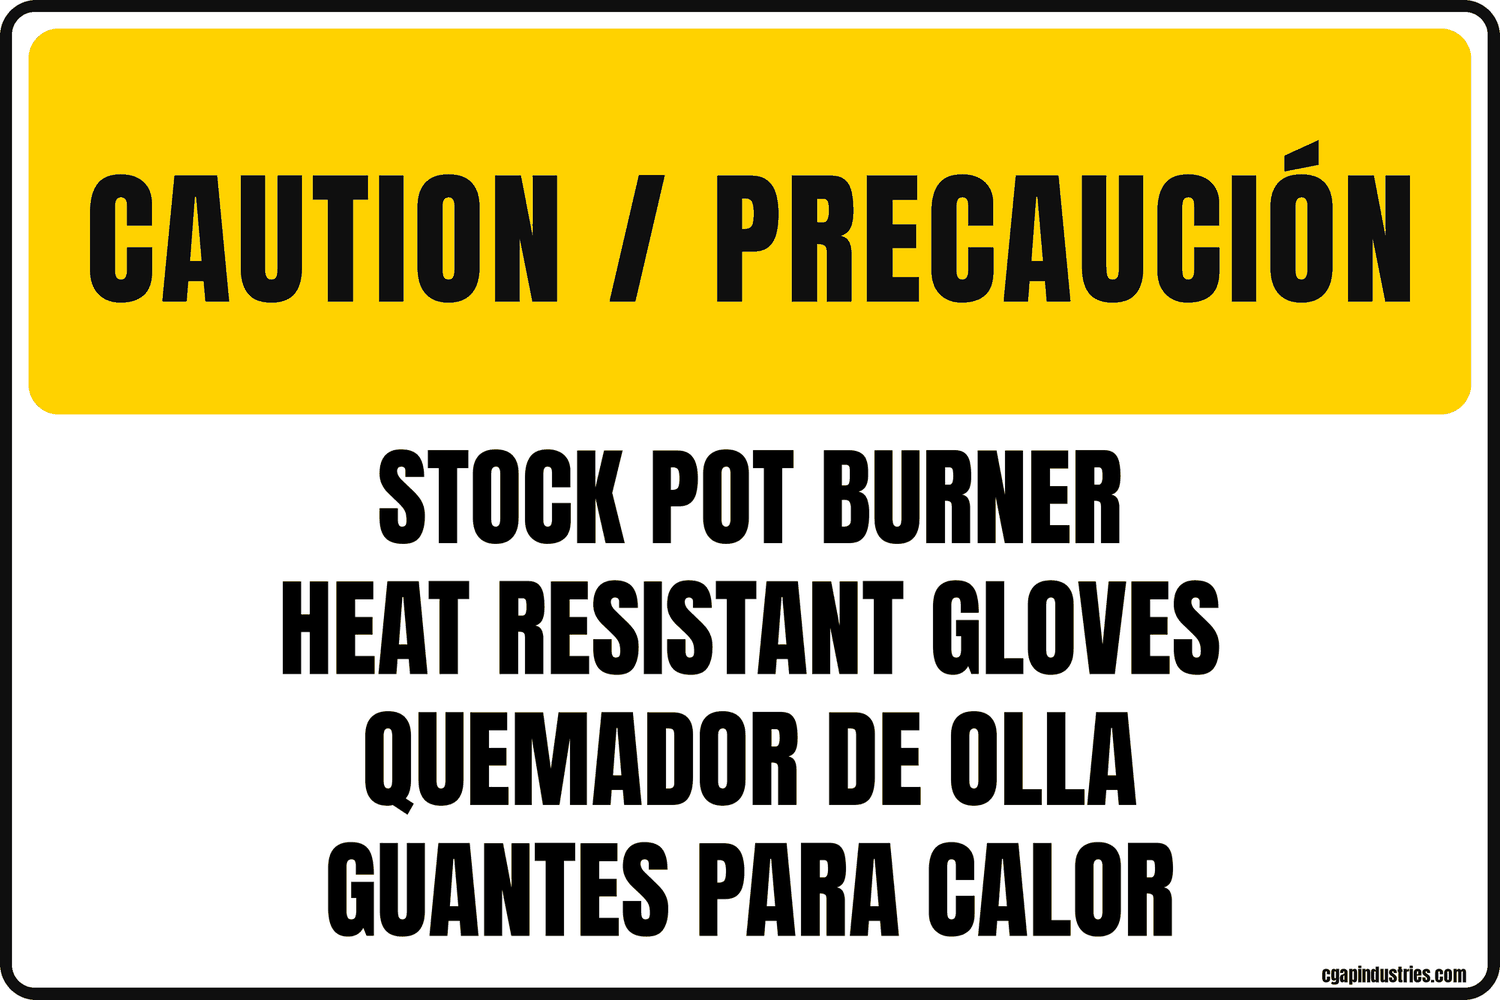 CAUTION / PRECAUCIÓN
STOCK POT BURNER
HEAT RESISTANT GLOVES
QUEMADOR DE OLLA
GUANTES PARA CALOR
cgapindustries.com